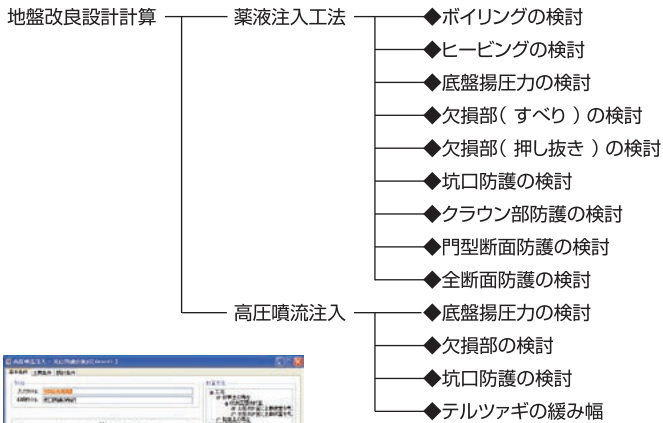 地盤改良設計計算
薬液注入工法
◆ボイリングの検討
◆ヒービングの検討
◆底盤揚圧力の検討
◆欠損部( すべり )の検討
◆欠損部( 押し抜き )の検討
◆坑口防護の検討
◆クラウン部防護の検討
◆門型断面防護の検討
◆全断面防護の検討
高圧噴流注入
◆底盤揚圧力の検討
◆欠損部の検討
◆坑口防護の検討
◆テルツァギの緩み幅